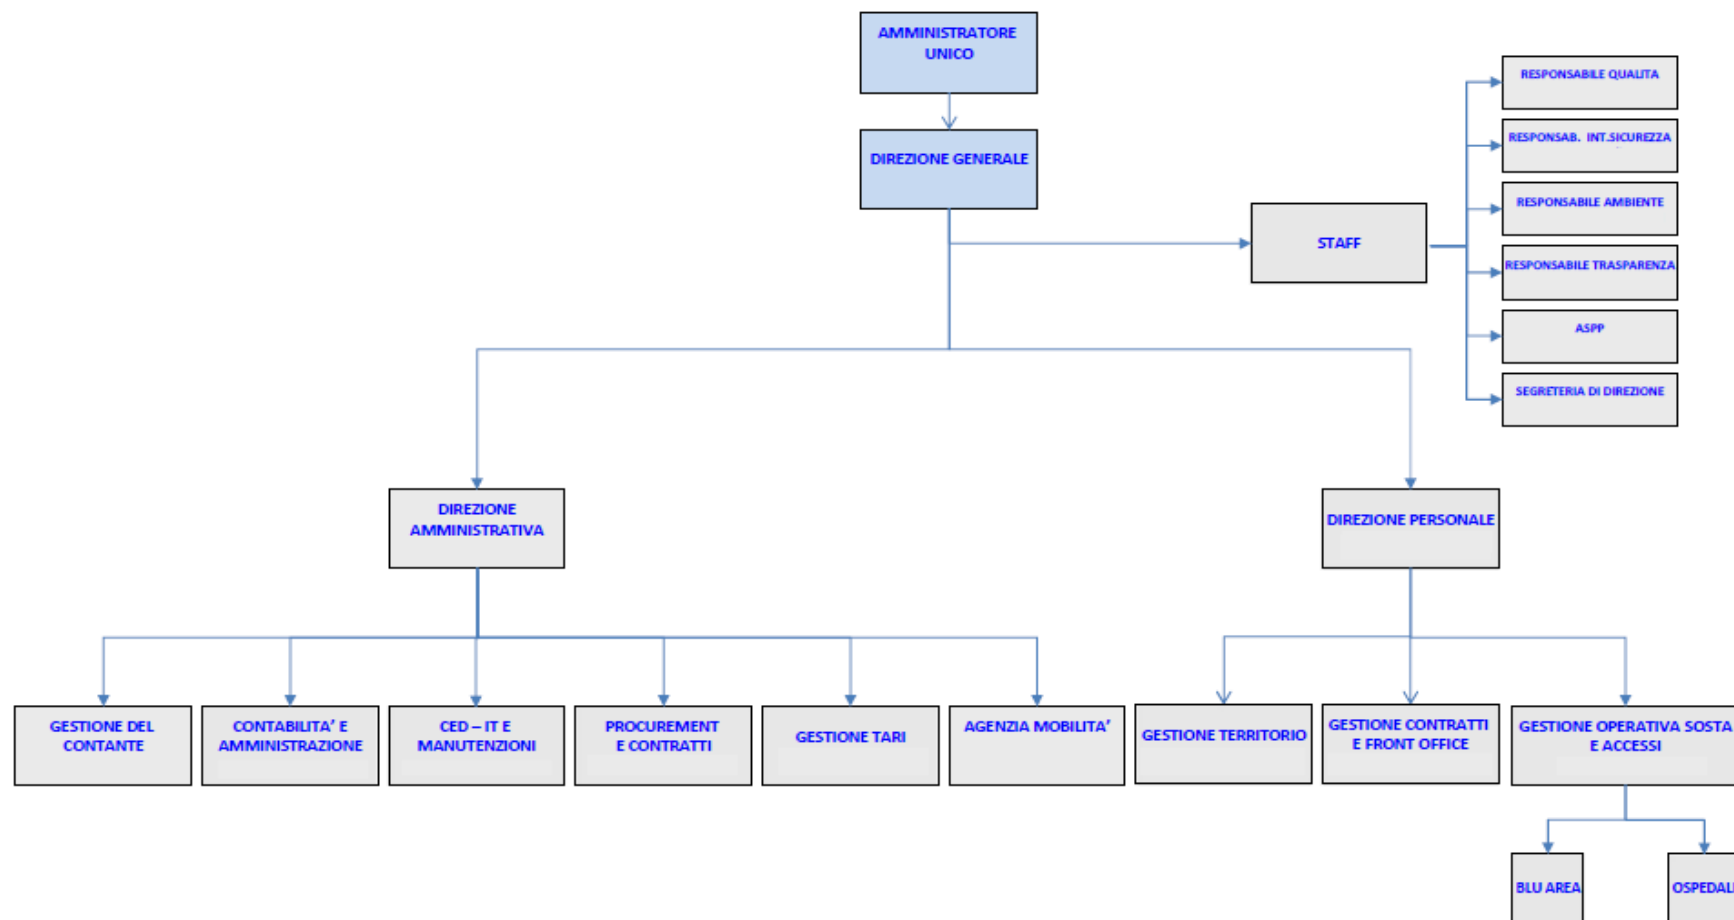 AMMINISTRATORE
UNICO
DIREZIONE GENERALE
STAFF
RESPONSABILE QUALITA
RESPONSAB. INT.SICUREZZA
RESPONSABILE AMBIENTE
RESPONSABILE TRASPARENZA
ASPP
SEGRETERIA DI DIREZIONE
DIREZIONE
AMMINISTRATIVA
DIREZIONE PERSONALE
GESTIONE DEL
CONTANTE
CONTABILITA’ E
AMMINISTRAZIONE
CED – IT E
MANUTENZIONI
PROCUREMENT
E CONTRATTI
GESTIONE TARI
AGENZIA MOBILITA’
GESTIONE TERRITORIO
GESTIONE CONTRATTI
E FRONT OFFICE
GESTIONE OPERATIVA SOSTA
E ACCESSI
BLU AREA
OSPEDALI